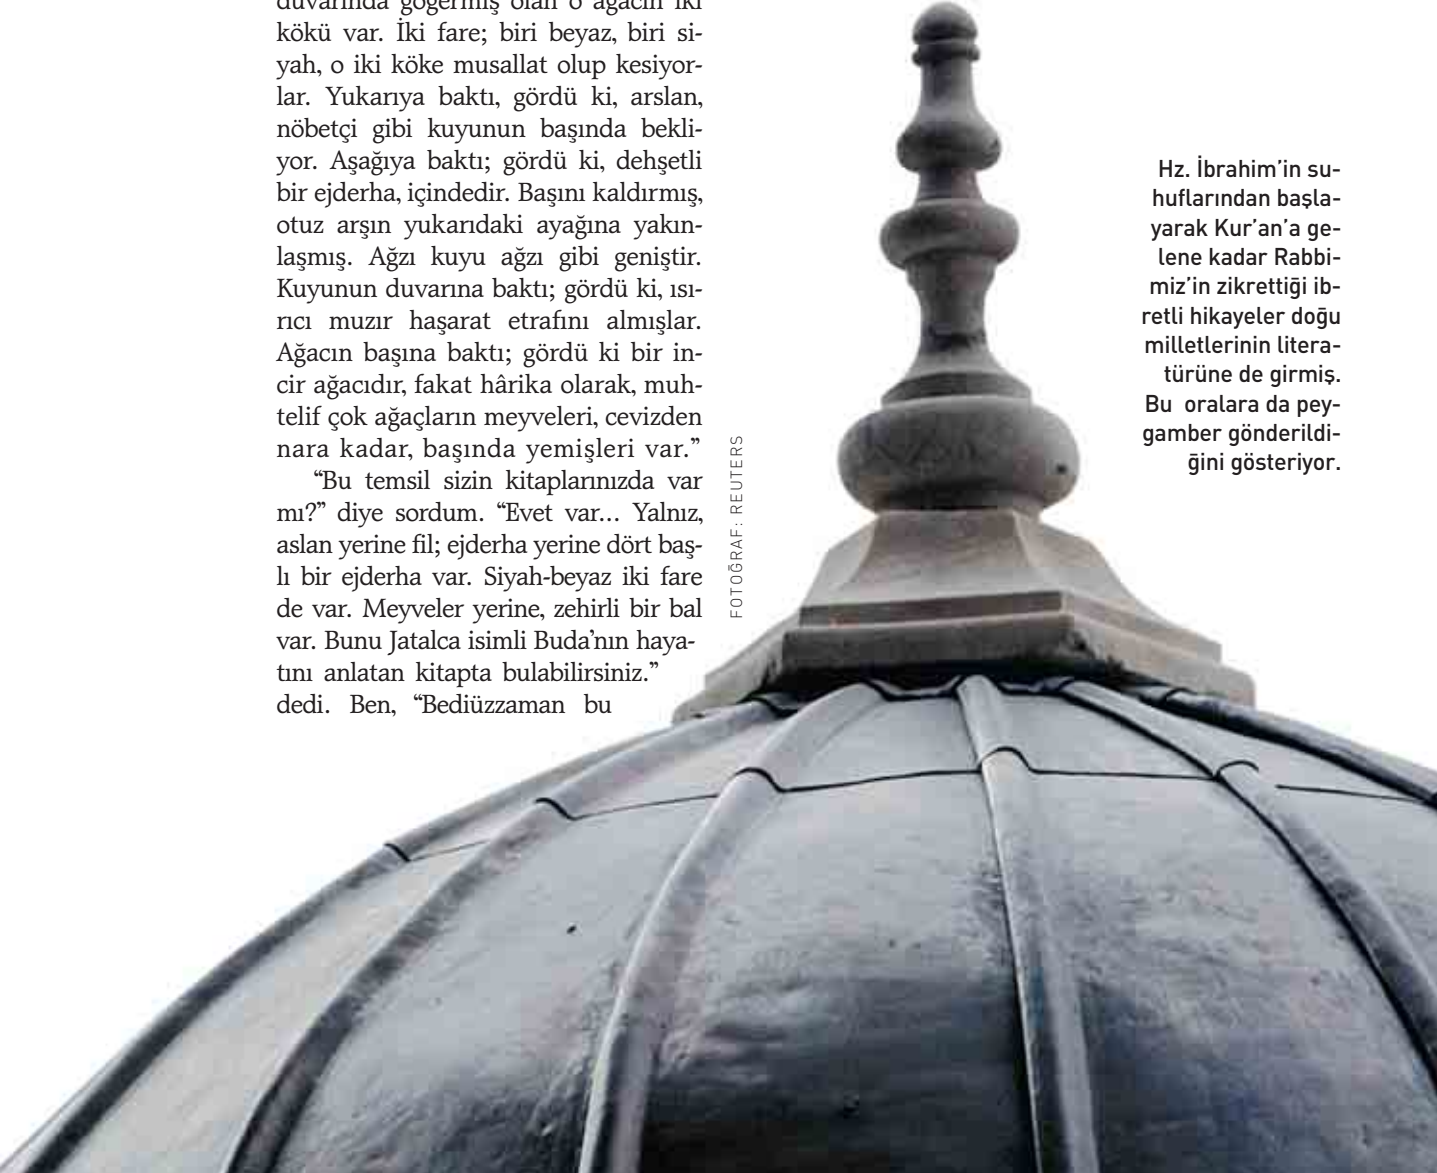 duvarında göğermiş olan o ağacın iki
kökü var. İki fare; biri beyaz, biri si-
yah, o iki köke musallat olup kesiyor-
lar. Yukarıya baktı, gördü ki, arslan,
nöbetçi gibi kuyunun başında bekli-
yor. Aşağıya baktı; gördü ki, dehşetli
bir ejderha, içindedir. Başını kaldırmış,
otuz arşın yukarıdaki ayağına yakın-
laşmış. Ağzı kuyu ağzı gibi geniştir.
Kuyunun duvarına baktı; gördü ki, ısı-
rıcı muzır haşarat etrafını almışlar.
Ağacın başına baktı; gördü ki bir in-
cir ağacıdır, fakat hârika olarak, muh-
telif çok ağaçların meyveleri, cevizden
nara kadar, başında yemişleri var.”
“Bu temsil sizin kitaplarınızda var
mı?” diye sordum. “Evet var... Yalnız,
aslan yerine fil; ejderha yerine dört baş-
lı bir ejderha var. Siyah-beyaz iki fare
de var. Meyveler yerine, zehirli bir bal
var. Bunu Jatalca isimli Buda’nın haya-
tını anlatan kitapta bulabilirsiniz.”
dedi. Ben, “Bediüzzaman bu
FOTOĞRAF: REUTERS
Hz. İbrahim’in su-
huflarından başla-
yarak Kur’an’a ge-
lene kadar Rabbi-
miz’in zikrettiği ib-
retli hikayeler doğu
milletlerinin litera-
türüne de girmiş.
Bu oralara da pey-
gamber gönderildi-
ğini gösteriyor.